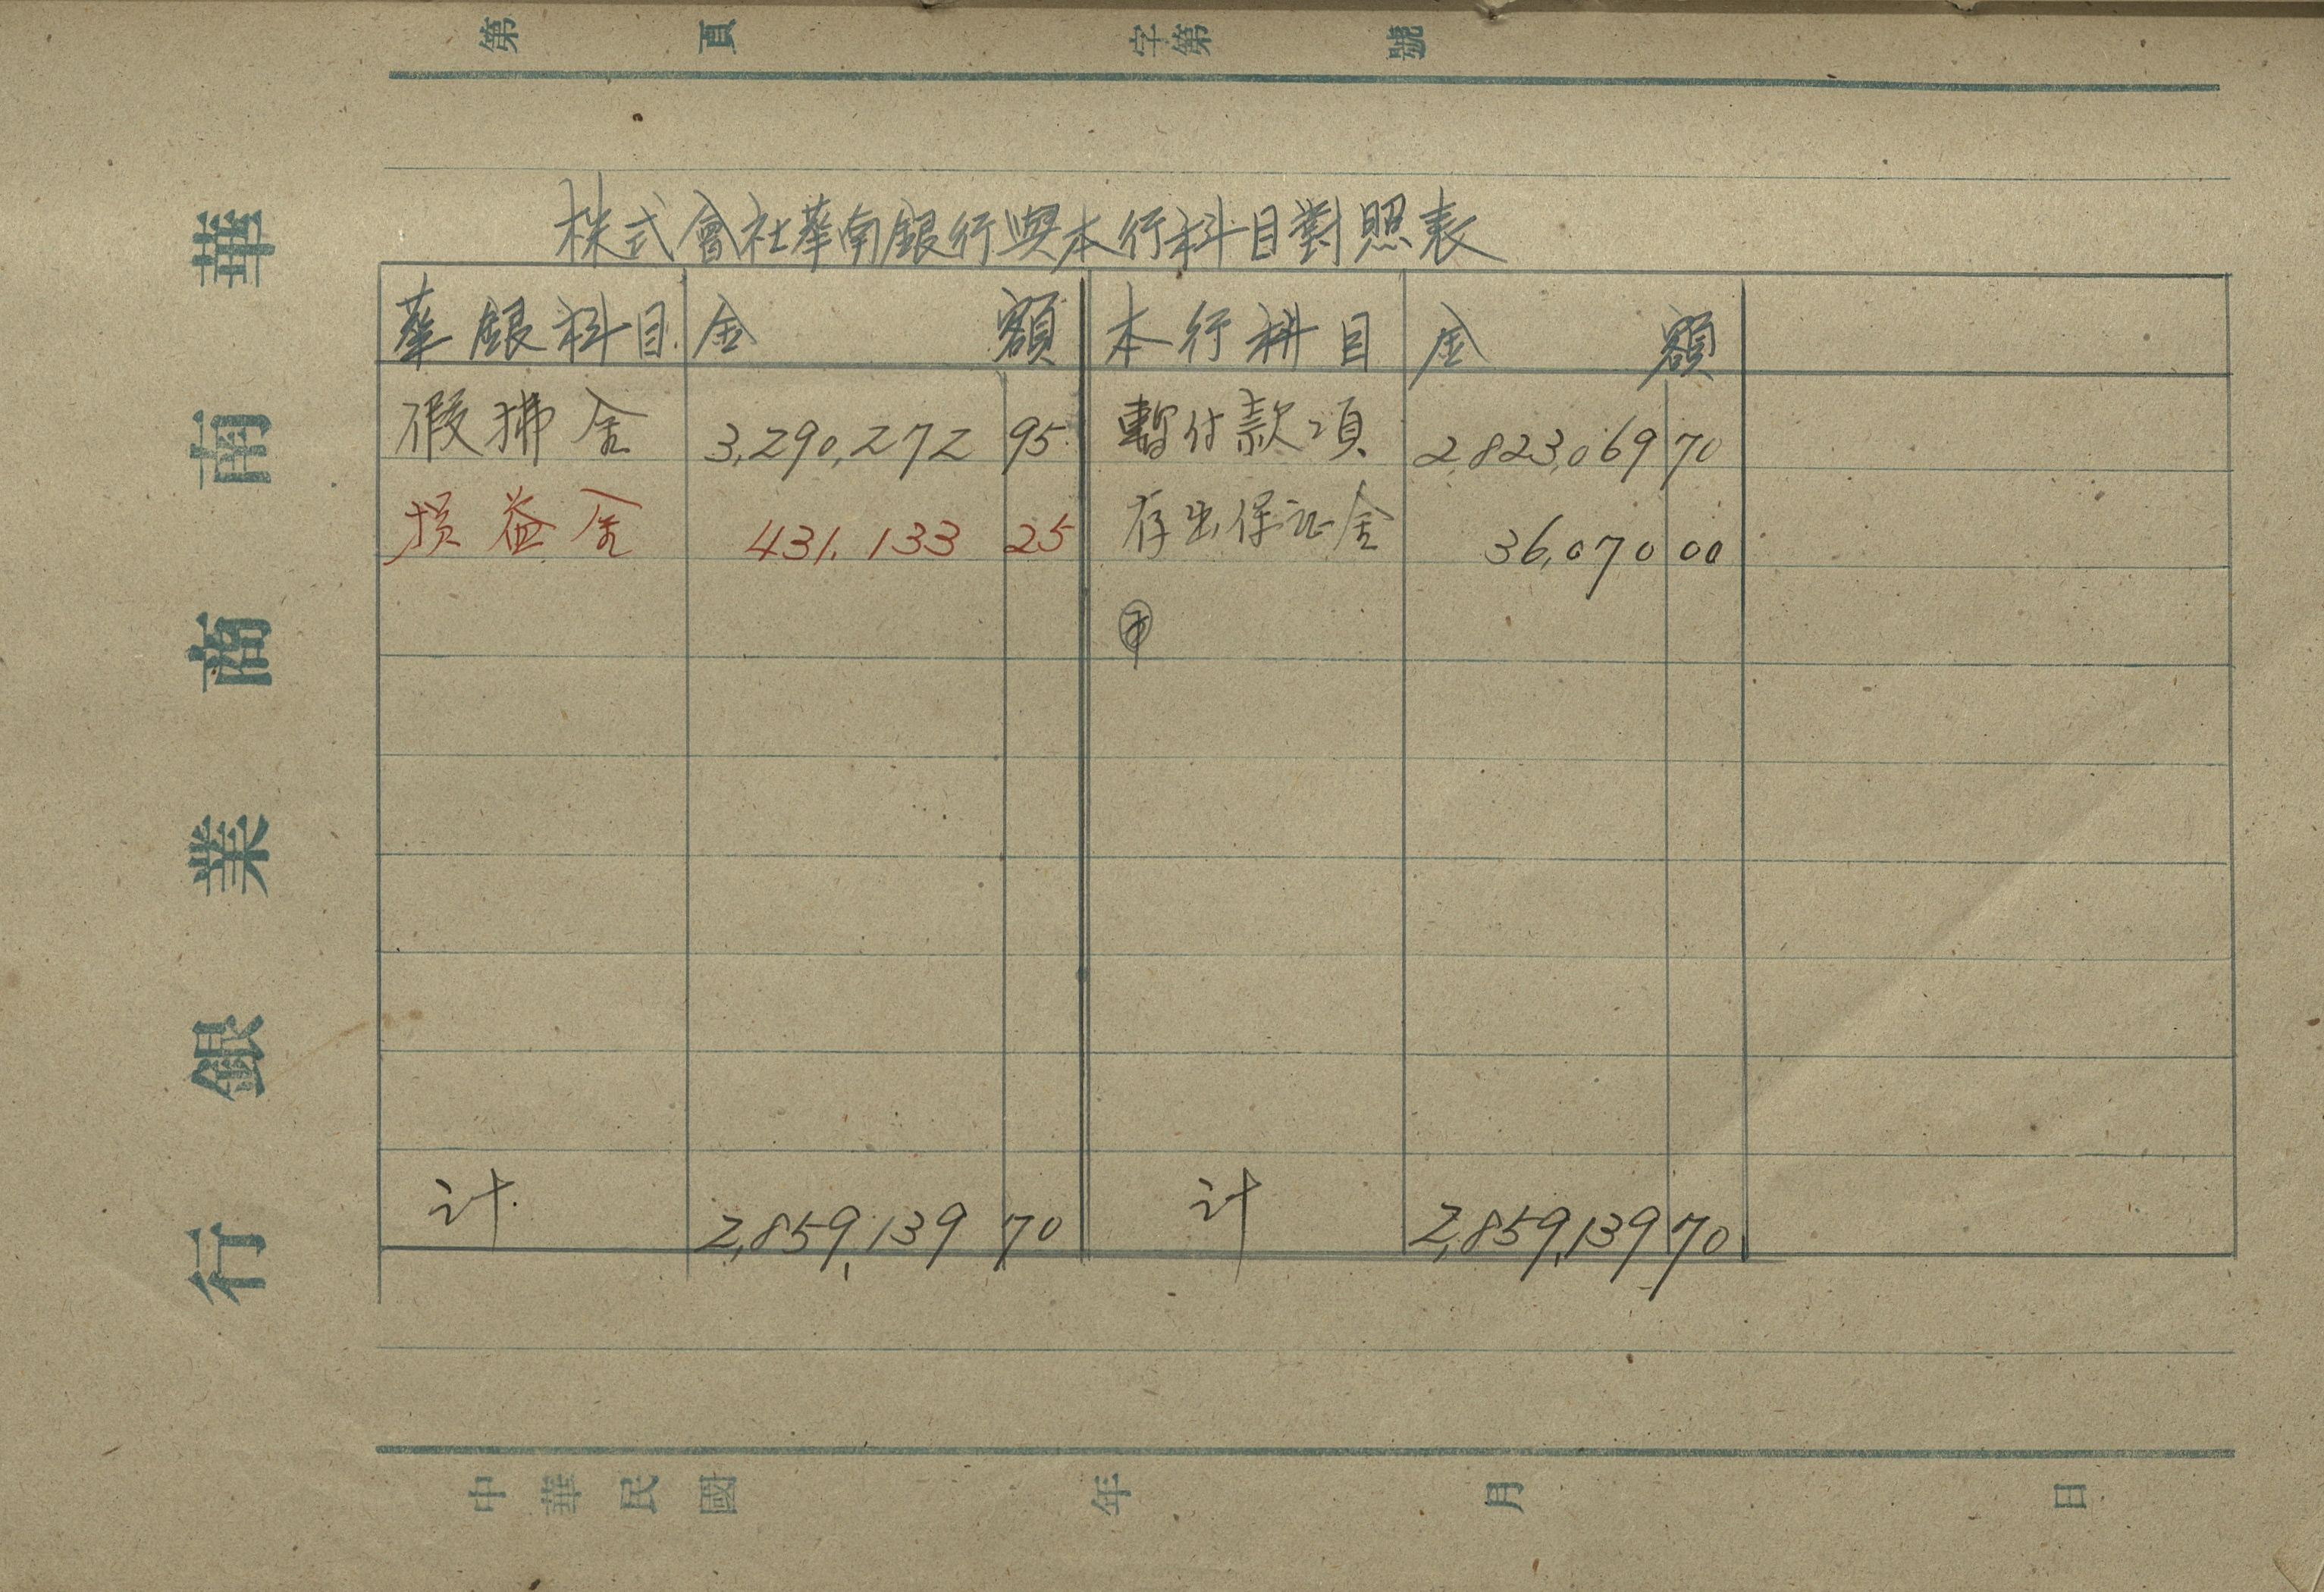 第 頁 字第 號
株式會社華南銀行與本行科目對照表
華銀科目 金額 本行科目 金額
假拂金 3,290,272 95 暫付款項 2,823,069 70
损益金 431,133 25 存出保证金 36,070 00
计 2,859,139 70 计 2,859,139 70
華南商業銀行
中華民國 年 月 日